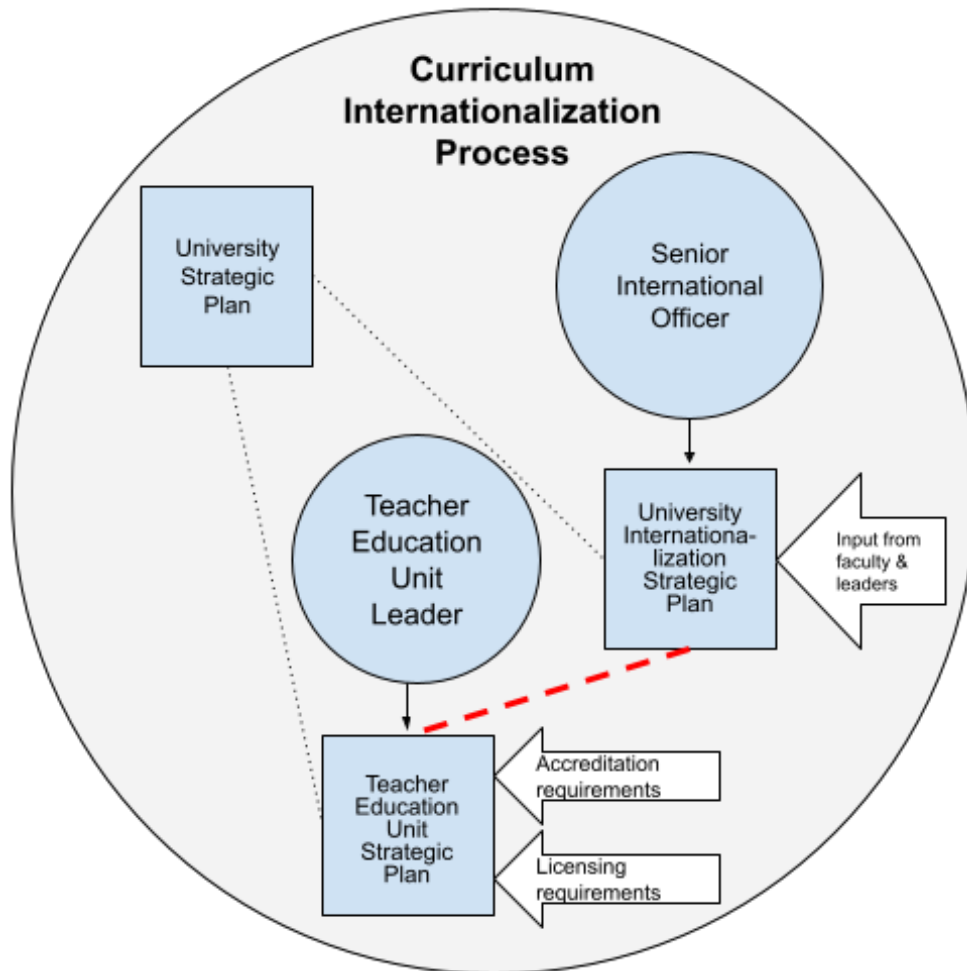 Curriculum
Internationalization
Process
University
Strategic
Plan
Senior
International
Officer
Teacher
Education
Unit
Leader
University
Internationa-
lization
Strategic
Plan
Input from
faculty &
leaders
Teacher
Education
Unit
Strategic
Plan
Accreditation
requirements
Licensing
requirements